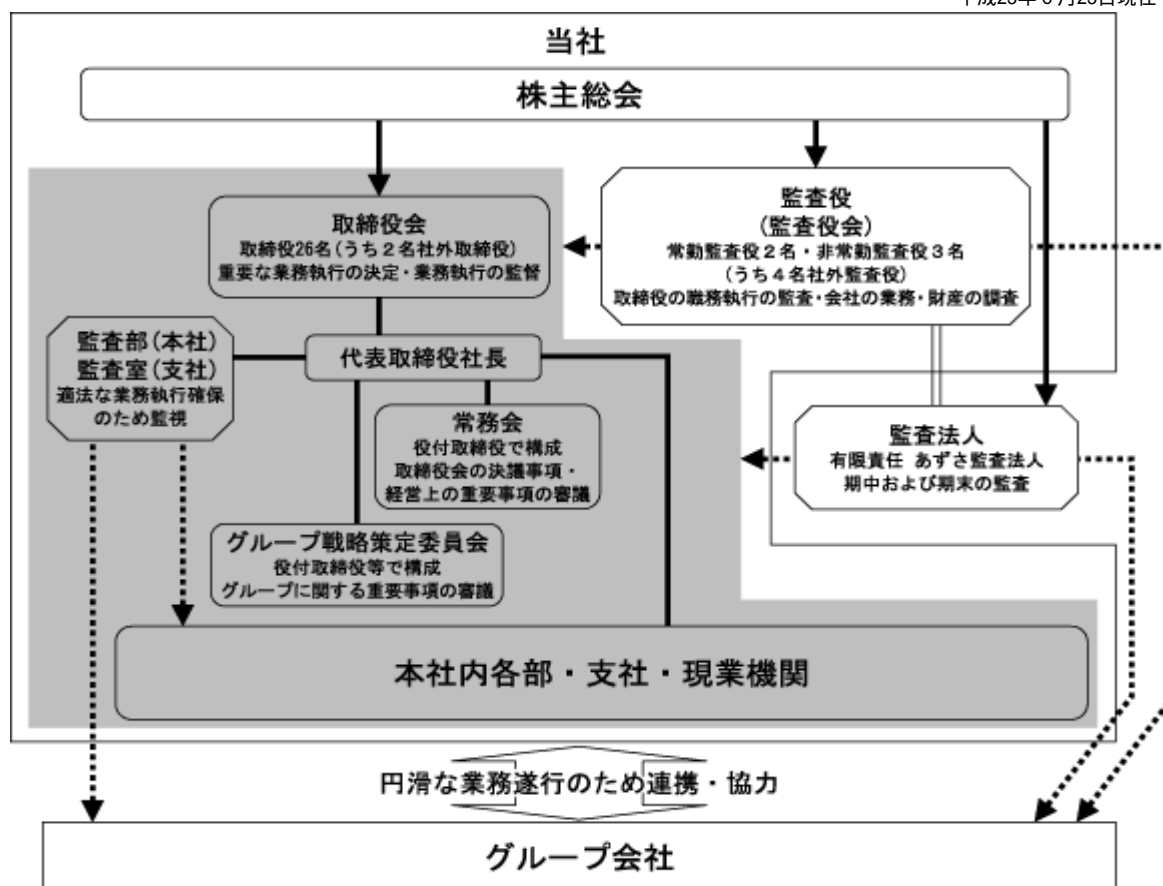 当社
株主総会
取締役会
取締役26名(うち2名社外取締役)
重要な業務執行の決定・業務執行の監督
監査役
(監査役会)
常勤監査役2名・非常勤監査役3名
(うち4名社外監査役)
取締役の職務執行の監査・会社の業務・財産の調査
監査部(本社)
監査室(支社)
適法な業務執行確保
のため監視
代表取締役社長
常務会
役付取締役で構成
取締役会の決議事項・
経営上の重要事項の審議
監査法人
有限責任 あずさ監査法人
期中および期末の監査
グループ戦略策定委員会
役付取締役等で構成
グループに関する重要事項の審議
本社内各部・支社・現業機関
円滑な業務遂行のため連携・協力
グループ会社